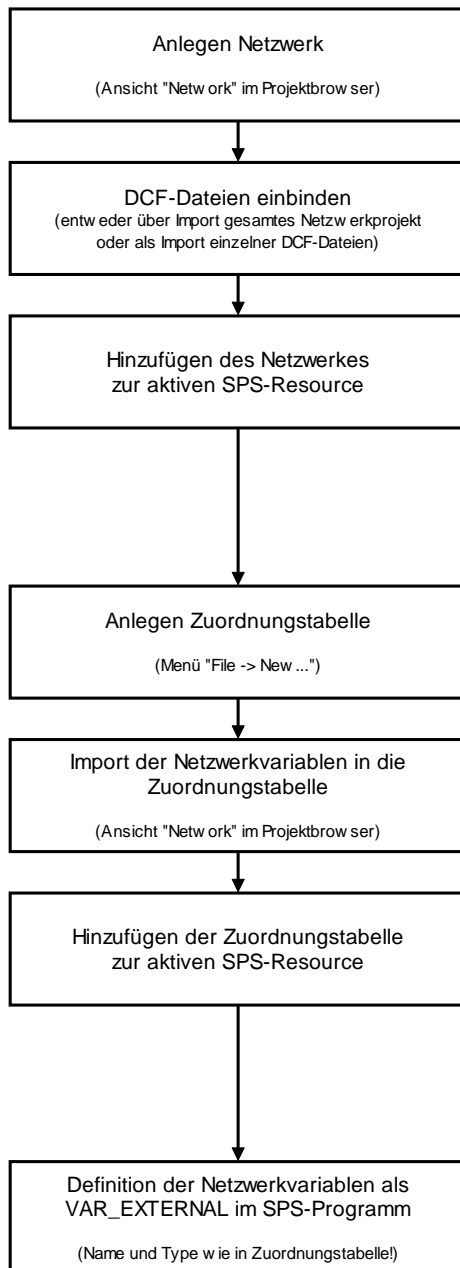 Anlegen Netzwerk
(Ansicht "Network" im Projektbrowser)
DCF-Dateien einbinden
(entweder über Import gesamtes Netzwerkprojekt
oder als Import einzelner DCF-Dateien)
Hinzufügen des Netzwerkes
zur aktiven SPS-Resource
Anlegen Zuordnungstabelle
(Menü "File -> New ...")
Import der Netzwerkvariablen in die
Zuordnungstabelle
(Ansicht "Network" im Projektbrowser)
Hinzufügen der Zuordnungstabelle
zur aktiven SPS-Resource
Definition der Netzwerkvariablen als
VAR_EXTERNAL im SPS-Programm
(Name und Type wie in Zuordnungstabelle!)